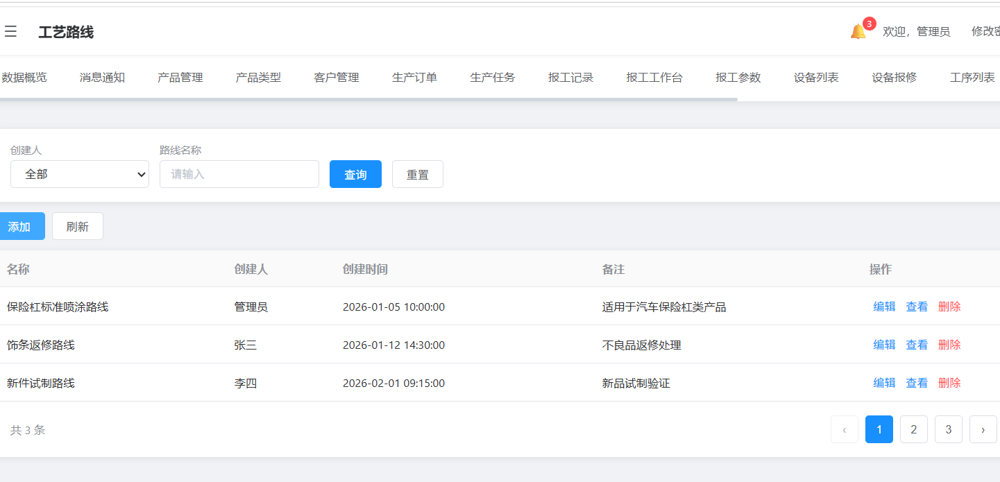 ☰ 工艺路线 3 欢迎，管理员 修改密
数据概览 消息通知 产品管理 产品类型 客户管理 生产订单 生产任务 报工记录 报工工作台 报工参数 设备列表 设备报修 工序列表
创建人 路线名称
全部 请输入 查询 重置
添加 刷新
名称 创建人 创建时间 备注 操作
保险杠标准喷涂路线 管理员 2026-01-05 10:00:00 适用于汽车保险杠类产品 编辑 查看 删除
饰条返修路线 张三 2026-01-12 14:30:00 不良品返修处理 编辑 查看 删除
新件试制路线 李四 2026-02-01 09:15:00 新品试制验证 编辑 查看 删除
共 3 条 ‹ 1 2 3 ›